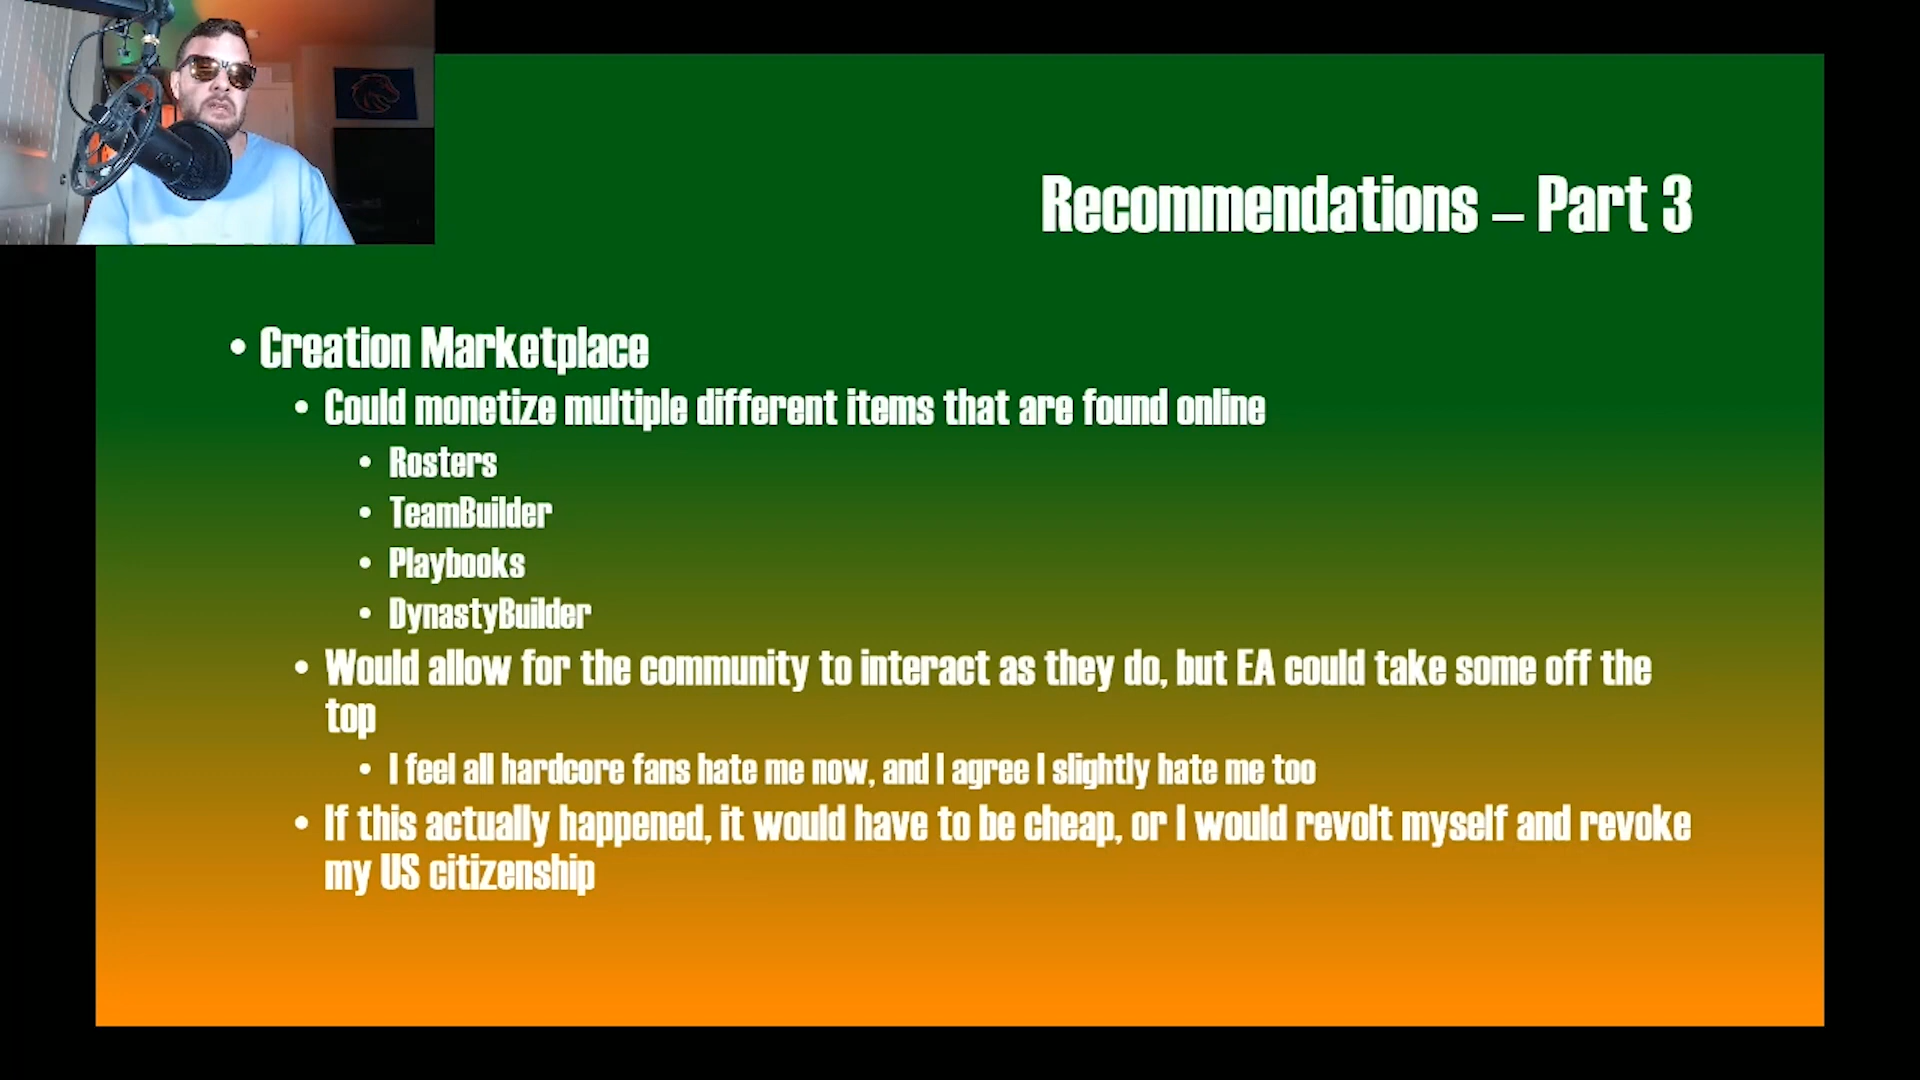 Recommendations – Part 3
• Creation Marketplace
• Could monetize multiple different items that are found online
• Rosters
• TeamBuilder
• Playbooks
• DynastyBuilder
• Would allow for the community to interact as they do, but EA could take some off the
top
• I feel all hardcore fans hate me now, and I agree I slightly hate me too
• If this actually happened, it would have to be cheap, or I would revolt myself and revoke
my US citizenship